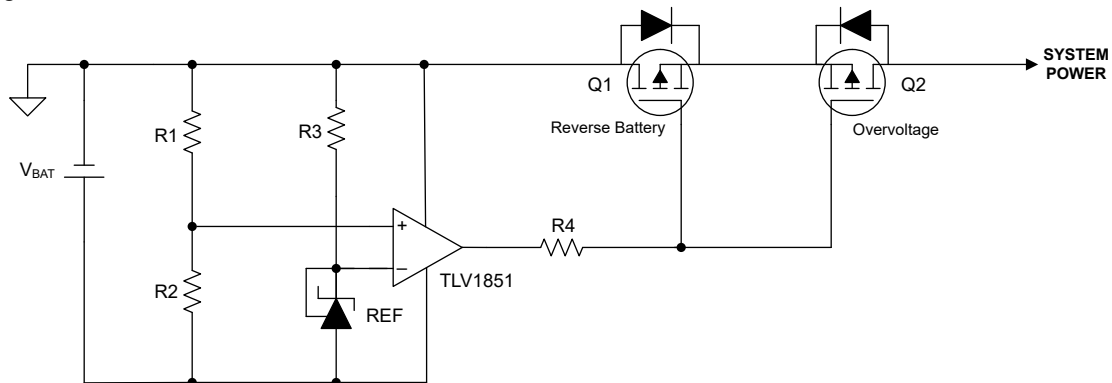 SYSTEM
POWER
Q1
Q2
Reverse Battery
Overvoltage
R1
R3
VBAT
R4
+
−
TLV1851
R2
REF